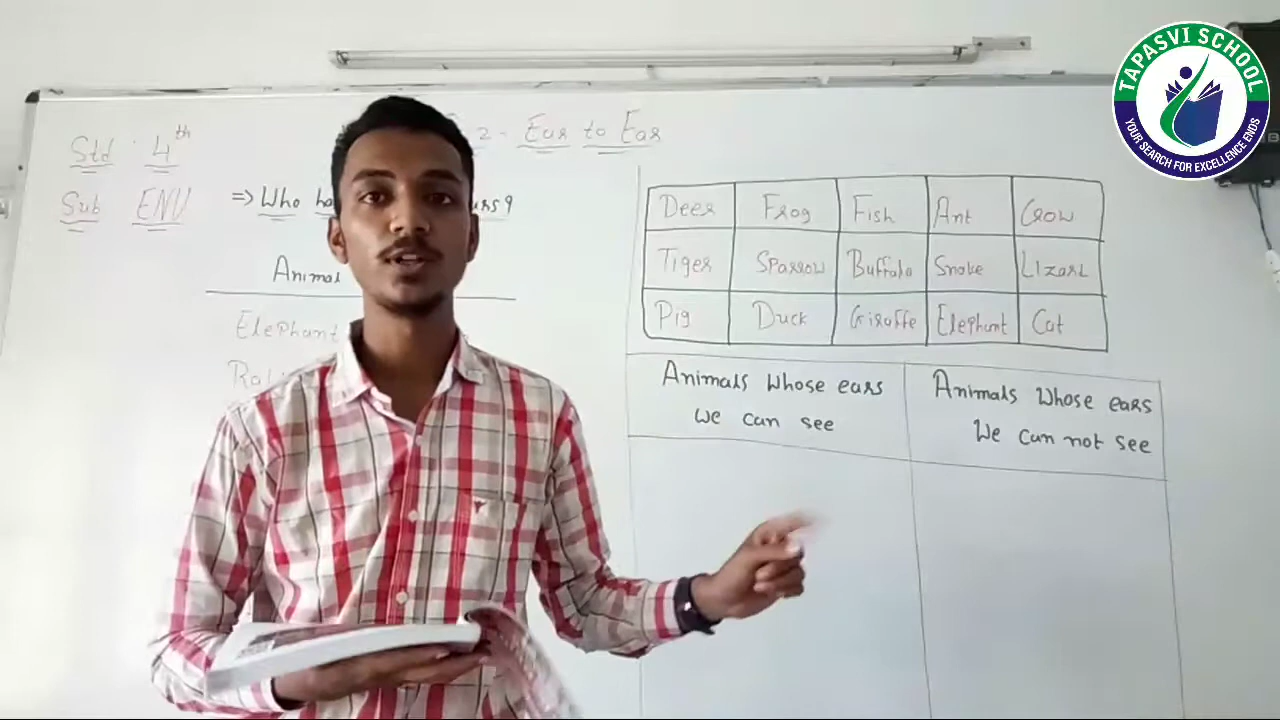 Std : 4th
Sub ENV
2 - Ear to Ear
⇒ Who
Animal
Elephant
Deer Frog Fish Ant Crow
Tiger Sparrow Buffalo Snake Lizard
Pig Duck Giraffe Elephant Cat
Animals whose ears
we can see
Animals whose ears
We can not see
TAPASVI SCHOOL
YOUR SEARCH FOR EXCELLENCE ENDS